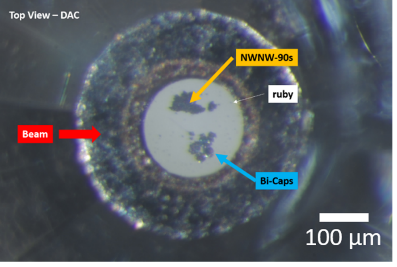 Top View – DAC
NWNW-90s
ruby
Beam
Bi-Caps
100 µm